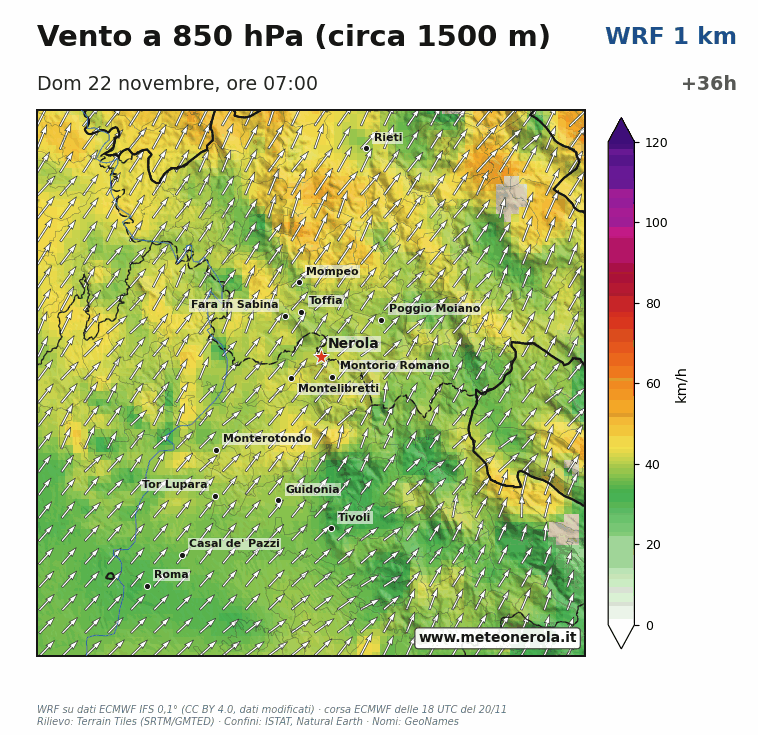 Vento a 850 hPa (circa 1500 m)
WRF 1 km
Dom 22 novembre, ore 07:00
+36h
Rieti
Mompeo
Fara in Sabina
Toffia
Poggio Moiano
Nerola
Montorio Romano
Montelibretti
Monterotondo
Tor Lupara
Guidonia
Tivoli
Casal de' Pazzi
Roma
www.meteonerola.it
120
100
80
60
40
20
0
km/h
WRF su dati ECMWF IFS 0,1° (CC BY 4.0, dati modificati) · corsa ECMWF delle 18 UTC del 20/11
Rilievo: Terrain Tiles (SRTM/GMTED) · Confini: ISTAT, Natural Earth · Nomi: GeoNames